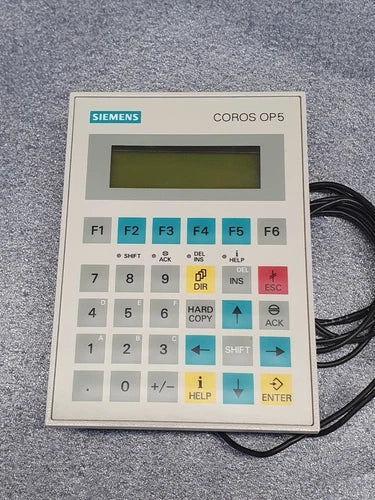 SIEMENS COROS OP5
F1 F2 F3 F4 F5 F6
SHIFT ACK DEL INS i HELP
7 8 9 DIR DEL INS ESC
D 4 E 5 F 6 HARD COPY ACK
A 1 B 2 C 3 SHIFT
. 0 +/- i HELP ENTER